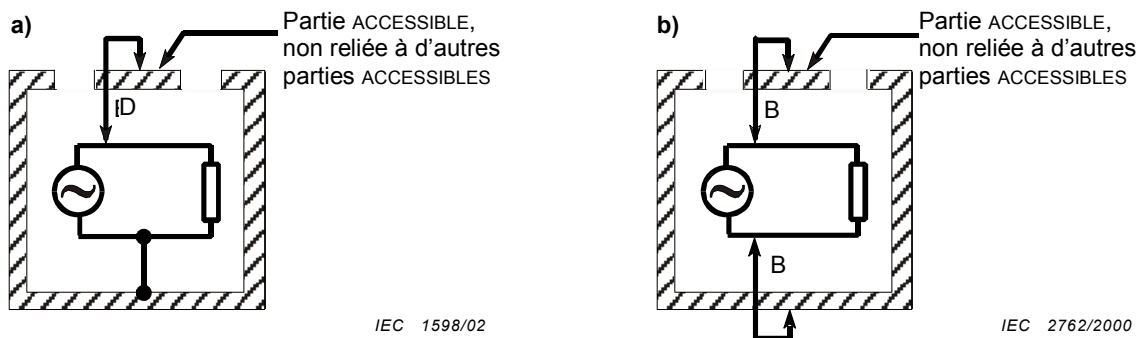 a)
Partie ACCESSIBLE,
non reliée à d'autres
parties ACCESSIBLES
D
IEC 1598/02
b)
Partie ACCESSIBLE,
non reliée à d'autres
parties ACCESSIBLES
B
B
IEC 2762/2000